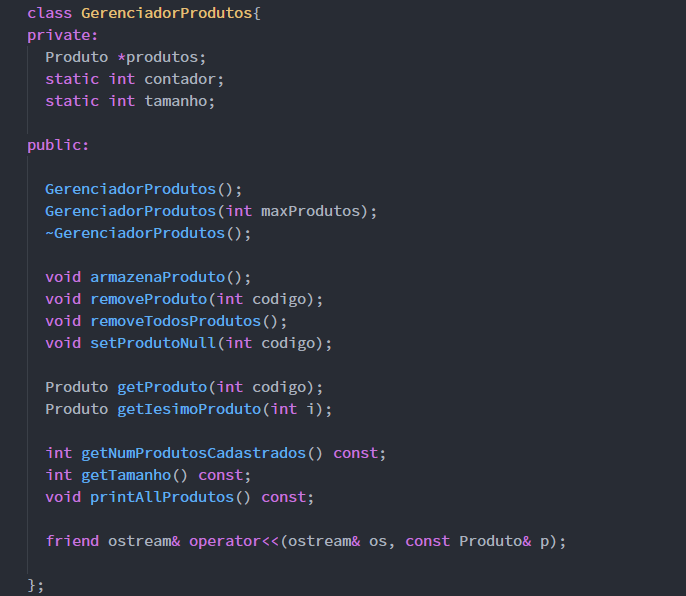 class GerenciadorProdutos{
private:
Produto *produtos;
static int contador;
static int tamanho;
public:
GerenciadorProdutos();
GerenciadorProdutos(int maxProdutos);
~GerenciadorProdutos();
void armazenaProduto();
void removeProduto(int codigo);
void removeTodosProdutos();
void setProdutoNull(int codigo);
Produto getProduto(int codigo);
Produto getIesimoProduto(int i);
int getNumProdutosCadastrados() const;
int getTamanho() const;
void printAllProdutos() const;
friend ostream& operator<<(ostream& os, const Produto& p);
};